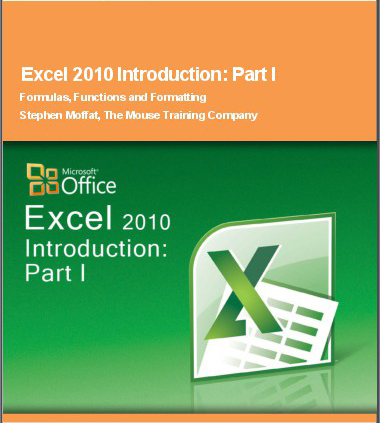 Excel 2010 Introduction: Part I
Formulas, Functions and Formatting
Stephen Moffat, The Mouse Training Company
Microsoft®
Office
Excel 2010
Introduction:
Part I